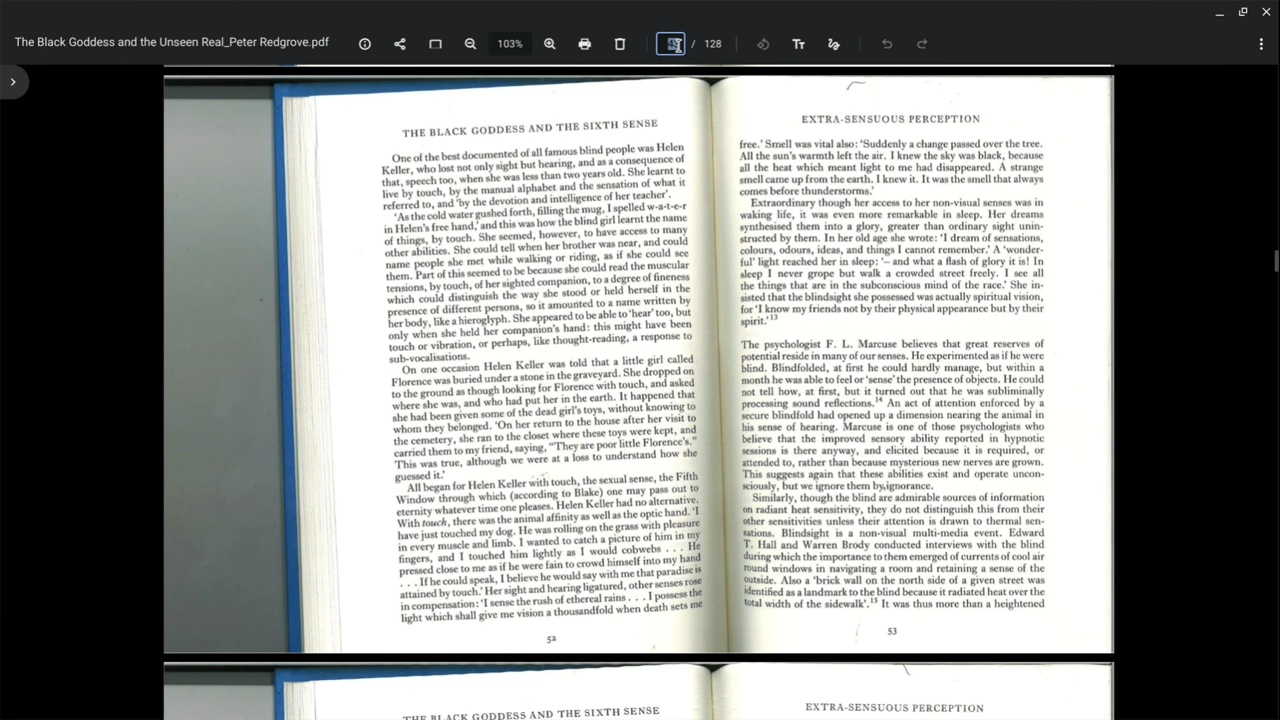 The Black Goddess and the Unseen Real_Peter Redgrove.pdf
103%
/ 128
THE BLACK GODDESS AND THE SIXTH SENSE
One of the best documented of all famous blind people was Helen
Keller, who lost not only sight but hearing, and as a consequence of
that, speech too, when she was less than two years old. She learnt to
live by touch, by the manual alphabet and the sensation of what it
referred to, and 'by the devotion and intelligence of her teacher'.
'As the cold water gushed forth, filling the mug, I spelled w-a-t-e-r
in Helen's free hand,' and this was how the blind girl learnt the name
of things, by touch. She seemed, however, to have access to many
other abilities. She could tell when her brother was near, and could
name people she met while walking or riding, as if she could see
them. Part of this seemed to be because she could read the muscular
tensions, by touch, of her sighted companion, to a degree of fineness
which could distinguish the way she stood or held herself in the
presence of different persons, so it amounted to a name written by
her body, like a hieroglyph. She appeared to be able to 'hear' too, but
only when she held her companion's hand: this might have been
touch or vibration, or perhaps, like thought-reading, a response to
sub-vocalisations.
On one occasion Helen Keller was told that a little girl called
Florence was buried under a stone in the graveyard. She dropped on
to the ground as though looking for Florence with touch, and asked
where she was, and who had put her in the earth. It happened that
she had been given some of the dead girl's toys, without knowing to
whom they belonged. 'On her return to the house after her visit to
the cemetery, she ran to the closet where these toys were kept, and
carried them to my friend, saying, "They are poor little Florence's."
This was true, although we were at a loss to understand how she
guessed it.'
All began for Helen Keller with touch, the sexual sense, the Fifth
Window through which (according to Blake) one may pass out to
eternity whatever time one pleases. Helen Keller had no alternative.
With touch, there was the animal affinity as well as the optic hand. 'I
have just touched my dog. He was rolling on the grass with pleasure
in every muscle and limb. I wanted to catch a picture of him in my
fingers, and I touched him lightly as I would cobwebs . . . He
pressed close to me as if he were fain to crowd himself into my hand
. . . If he could speak, I believe he would say with me that paradise is
attained by touch.' Her sight and hearing ligatured, other senses rose
in compensation: 'I sense the rush of ethereal rains . . . I possess the
light which shall give me vision a thousandfold when death sets me
52
EXTRA-SENSUOUS PERCEPTION
free.' Smell was vital also: 'Suddenly a change passed over the tree.
All the sun's warmth left the air. I knew the sky was black, because
all the heat which meant light to me had disappeared. A strange
smell came up from the earth. I knew it. It was the smell that always
comes before thunderstorms.'
Extraordinary though her access to her non-visual senses was in
waking life, it was even more remarkable in sleep. Her dreams
synthesised them into a glory, greater than ordinary sight unin-
structed by them. In her old age she wrote: 'I dream of sensations,
colours, odours, ideas, and things I cannot remember.' A 'wonder-
ful' light reached her in sleep: '– and what a flash of glory it is! In
sleep I never grope but walk a crowded street freely. I see all
the things that are in the subconscious mind of the race.' She in-
sisted that the blindsight she possessed was actually spiritual vision,
for 'I know my friends not by their physical appearance but by their
spirit.'13
The psychologist F. L. Marcuse believes that great reserves of
potential reside in many of our senses. He experimented as if he were
blind. Blindfolded, at first he could hardly manage, but within a
month he was able to feel or 'sense' the presence of objects. He could
not tell how, at first, but it turned out that he was subliminally
processing sound reflections.14 An act of attention enforced by a
secure blindfold had opened up a dimension nearing the animal in
his sense of hearing. Marcuse is one of those psychologists who
believe that the improved sensory ability reported in hypnotic
sessions is there anyway, and elicited because it is required, or
attended to, rather than because mysterious new nerves are grown.
This suggests again that these abilities exist and operate uncon-
sciously, but we ignore them by ignorance.
Similarly, though the blind are admirable sources of information
on radiant heat sensitivity, they do not distinguish this from their
other sensitivities unless their attention is drawn to thermal sen-
sations. Blindsight is a non-visual multi-media event. Edward
T. Hall and Warren Brody conducted interviews with the blind
during which the importance to them emerged of currents of cool air
round windows in navigating a room and retaining a sense of the
outside. Also a 'brick wall on the north side of a given street was
identified as a landmark to the blind because it radiated heat over the
total width of the sidewalk'.15 It was thus more than a heightened
53
THE BLACK GODDESS AND THE SIXTH SENSE
EXTRA-SENSUOUS PERCEPTION